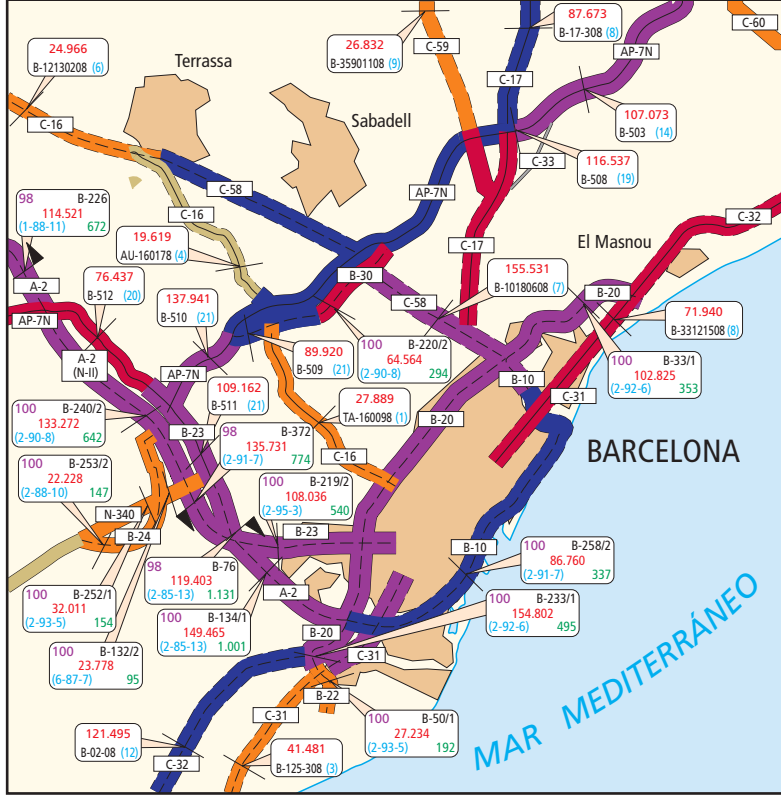 24.966
B-12130208 (6)
Terrassa
26.832
B-35901108 (9)
C-59
87.673
B-17-308 (8)
C-60
AP-7N
C-17
107.073
B-503 (14)
Sabadell
C-16
C-33
116.537
B-508 (19)
98 B-226
114.521
(1-88-11) 672
C-58
AP-7N
C-32
C-16
C-17
El Masnou
19.619
AU-160178 (4)
A-2
76.437
B-512 (20)
B-30
155.531
B-10180608 (7)
B-20
137.941
B-510 (21)
C-58
71.940
B-33121508 (8)
AP-7N
A-2
(N-II)
89.920
B-509 (21)
100 B-220/2
64.564
(2-90-8) 294
100 B-33/1
102.825
(2-92-6) 353
AP-7N
B-10
109.162
B-511 (21)
27.889
TA-160098 (1)
C-31
100 B-240/2
133.272
(2-90-8) 642
B-20
B-23
98 B-372
135.731
(2-91-7) 774
C-16
BARCELONA
100 B-253/2
22.228
(2-88-10) 147
100 B-219/2
108.036
(2-95-3) 540
N-340
B-24
B-23
B-10
100 B-258/2
86.760
(2-91-7) 337
98 B-76
119.403
(2-85-13) 1.131
A-2
100 B-252/1
32.011
(2-93-5) 154
100 B-233/1
154.802
(2-92-6) 495
100 B-134/1
149.465
(2-85-13) 1.001
B-20
100 B-132/2
23.778
(6-87-7) 95
C-31
B-22
MAR MEDITERRÁNEO
C-31
100 B-50/1
27.234
(2-93-5) 192
121.495
B-02-08 (12)
C-32
41.481
B-125-308 (3)